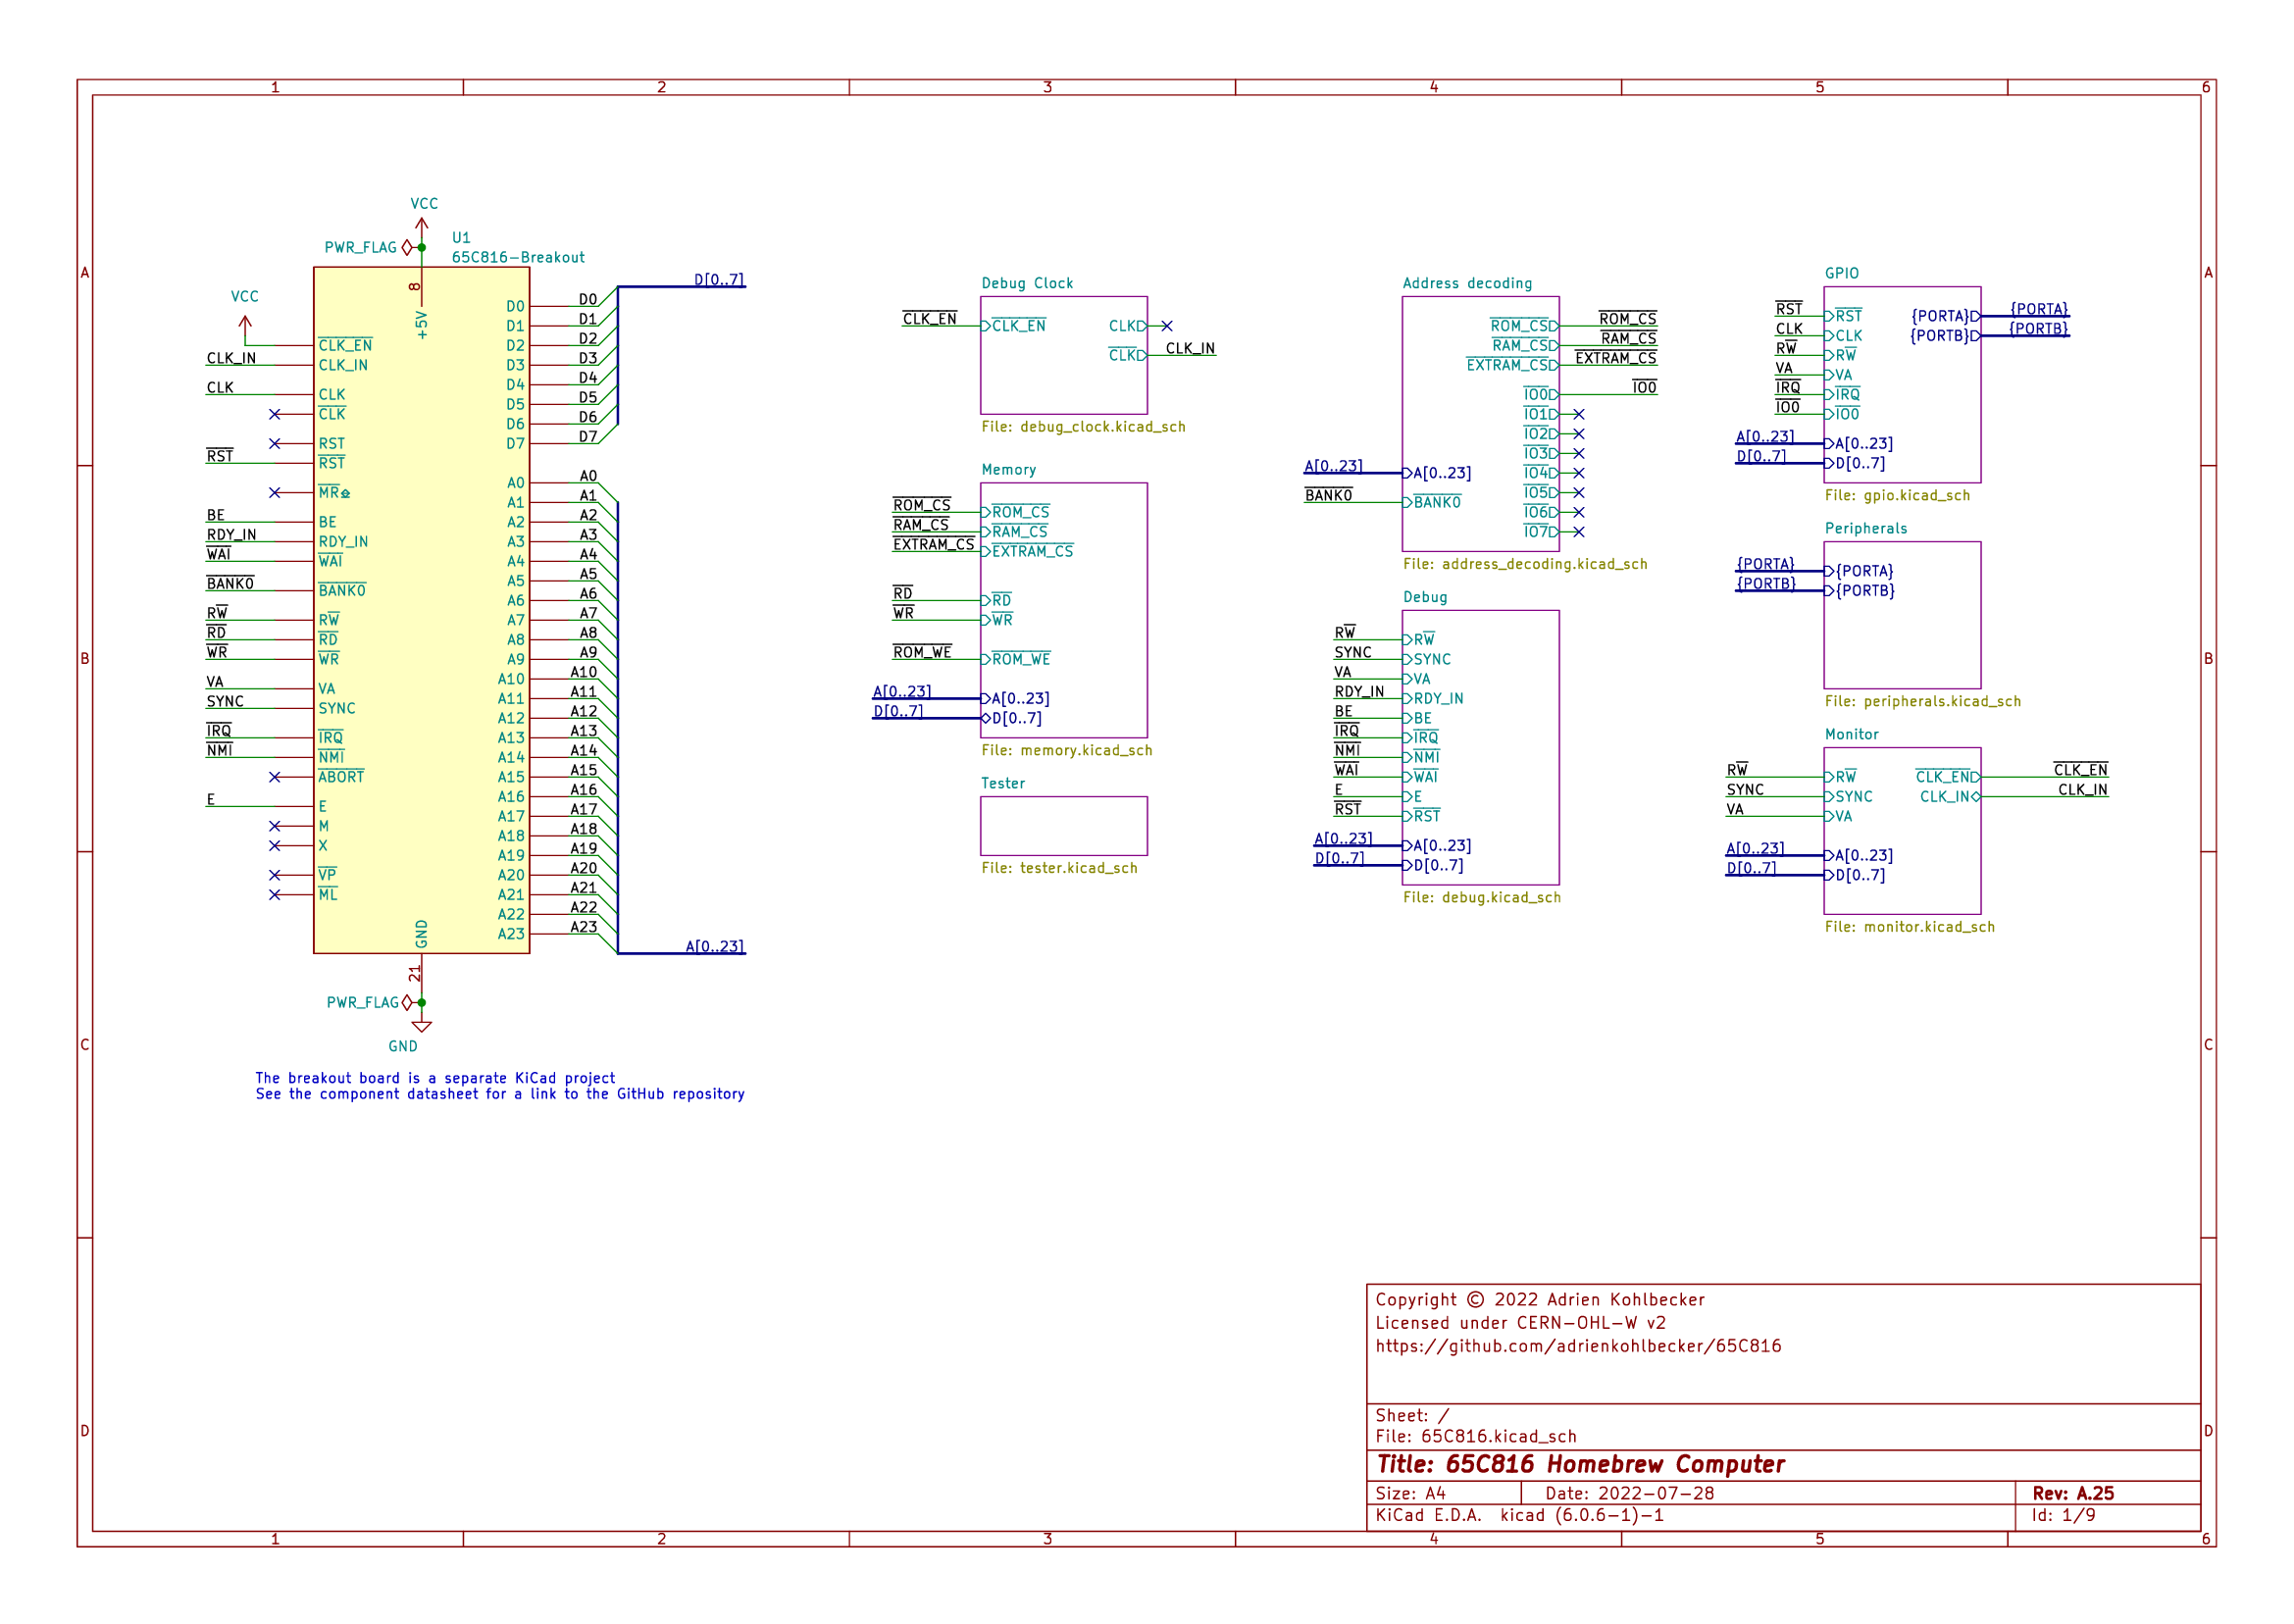 1 2 3 4 5 6
A A
B B
C C
D D
1 2 3 4 5 6
VCC
PWR_FLAG
U1
65C816-Breakout
8
+5V
VCC
CLK_EN
CLK_IN CLK_IN
CLK CLK
CLK
RST
RST RST
MR
BE BE
RDY_IN RDY_IN
WAI WAI
BANK0 BANK0
RW RW
RD RD
WR WR
VA VA
SYNC SYNC
IRQ IRQ
NMI NMI
ABORT
E E
M
X
VP
ML
D[0..7]
D0 D0
D1 D1
D2 D2
D3 D3
D4 D4
D5 D5
D6 D6
D7 D7
A0 A0
A1 A1
A2 A2
A3 A3
A4 A4
A5 A5
A6 A6
A7 A7
A8 A8
A9 A9
A10 A10
A11 A11
A12 A12
A13 A13
A14 A14
A15 A15
A16 A16
A17 A17
A18 A18
A19 A19
A20 A20
A21 A21
A22 A22
A23 A23
A[0..23]
GND
21
PWR_FLAG
GND
The breakout board is a separate KiCad project
See the component datasheet for a link to the GitHub repository
Debug Clock
CLK_EN CLK_EN CLK
CLK CLK_IN
File: debug_clock.kicad_sch
Memory
ROM_CS ROM_CS
RAM_CS RAM_CS
EXTRAM_CS EXTRAM_CS
RD RD
WR WR
ROM_WE ROM_WE
A[0..23] A[0..23]
D[0..7] D[0..7]
File: memory.kicad_sch
Tester
File: tester.kicad_sch
Address decoding
ROM_CS ROM_CS
RAM_CS RAM_CS
EXTRAM_CS EXTRAM_CS
IO0 IO0
IO1
IO2
IO3
A[0..23] A[0..23] IO4
BANK0 BANK0 IO5
IO6
IO7
File: address_decoding.kicad_sch
Debug
RW RW
SYNC SYNC
VA VA
RDY_IN RDY_IN
BE BE
IRQ IRQ
NMI NMI
WAI WAI
E E
RST RST
A[0..23] A[0..23]
D[0..7] D[0..7]
File: debug.kicad_sch
GPIO
RST RST {PORTA} {PORTA}
CLK CLK {PORTB} {PORTB}
RW RW
VA VA
IRQ IRQ
IO0 IO0
A[0..23] A[0..23]
D[0..7] D[0..7]
File: gpio.kicad_sch
Peripherals
{PORTA} {PORTA}
{PORTB} {PORTB}
File: peripherals.kicad_sch
Monitor
RW RW CLK_EN CLK_EN
SYNC SYNC CLK_IN CLK_IN
VA VA
A[0..23] A[0..23]
D[0..7] D[0..7]
File: monitor.kicad_sch
Copyright © 2022 Adrien Kohlbecker
Licensed under CERN-OHL-W v2
https://github.com/adrienkohlbecker/65C816
Sheet: /
File: 65C816.kicad_sch
Title: 65C816 Homebrew Computer
Size: A4 Date: 2022-07-28 Rev: A.25
KiCad E.D.A. kicad (6.0.6-1)-1 Id: 1/9